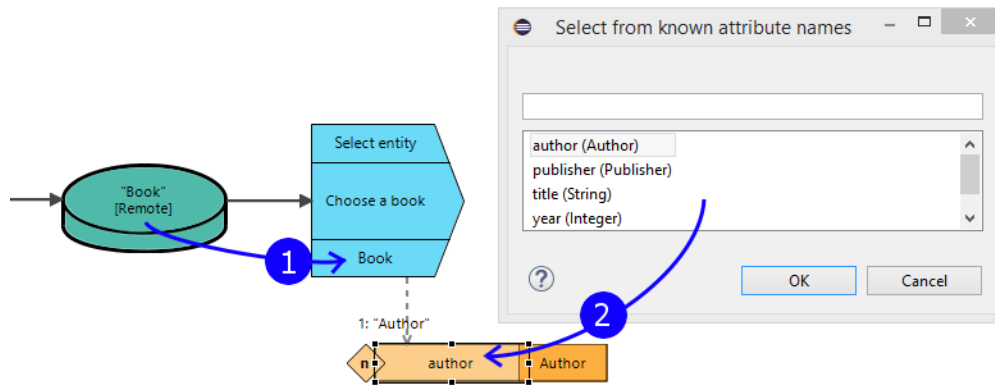 Select from known attribute names
author (Author)
publisher (Publisher)
title (String)
year (Integer)
?
OK
Cancel
"Book"
[Remote]
Select entity
Choose a book
Book
1
2
1: "Author"
n
author
Author